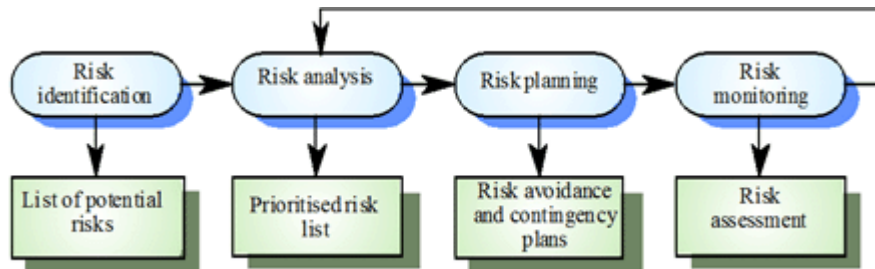 Risk
identification
Risk analysis
Risk planning
Risk
monitoring
List of potential
risks
Prioritised risk
list
Risk avoidance
and contingency
plans
Risk
assessment